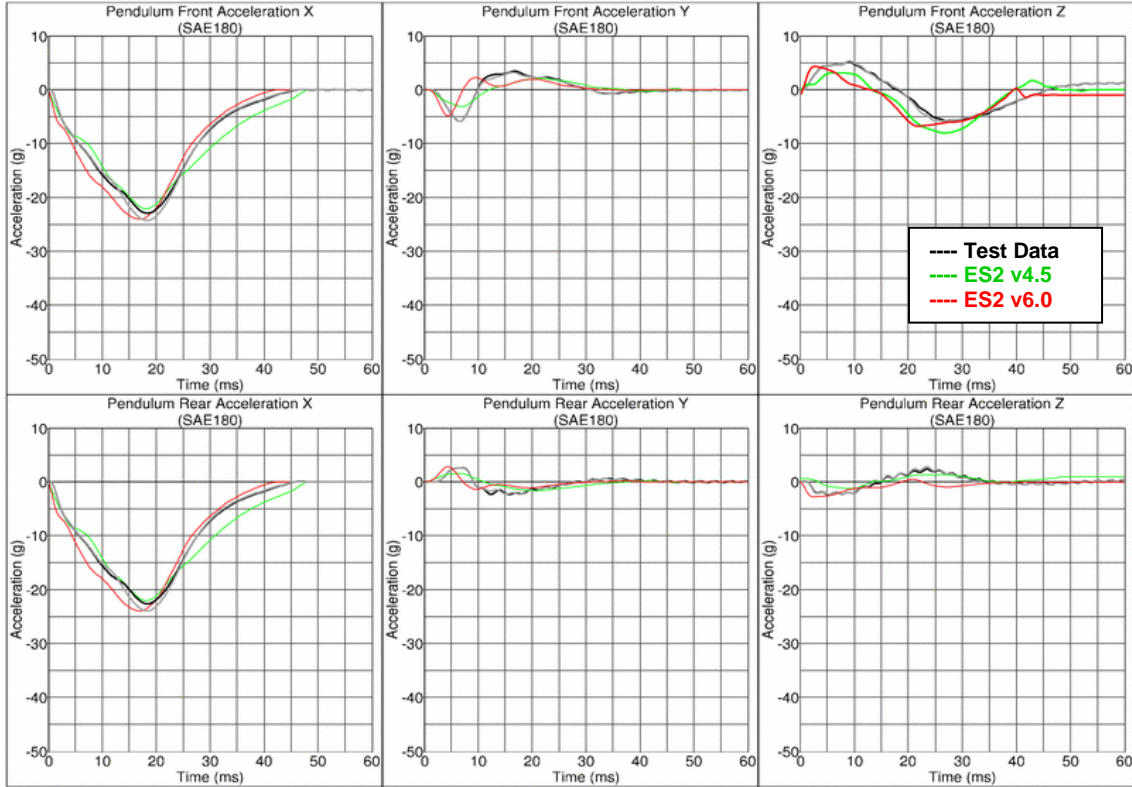 Pendulum Front Acceleration X
(SAE180)
10
0
-10
-20
-30
-40
-50
Acceleration (g)
0 10 20 30 40 50 60
Time (ms)
Pendulum Front Acceleration Y
(SAE180)
10
0
-10
-20
-30
-40
-50
Acceleration (g)
0 10 20 30 40 50 60
Time (ms)
Pendulum Front Acceleration Z
(SAE180)
10
0
-10
-20
-30
-40
-50
Acceleration (g)
0 10 20 30 40 50 60
Time (ms)
---- Test Data
---- ES2 v4.5
---- ES2 v6.0
Pendulum Rear Acceleration X
(SAE180)
10
0
-10
-20
-30
-40
-50
Acceleration (g)
0 10 20 30 40 50 60
Time (ms)
Pendulum Rear Acceleration Y
(SAE180)
10
0
-10
-20
-30
-40
-50
Acceleration (g)
0 10 20 30 40 50 60
Time (ms)
Pendulum Rear Acceleration Z
(SAE180)
10
0
-10
-20
-30
-40
-50
Acceleration (g)
0 10 20 30 40 50 60
Time (ms)